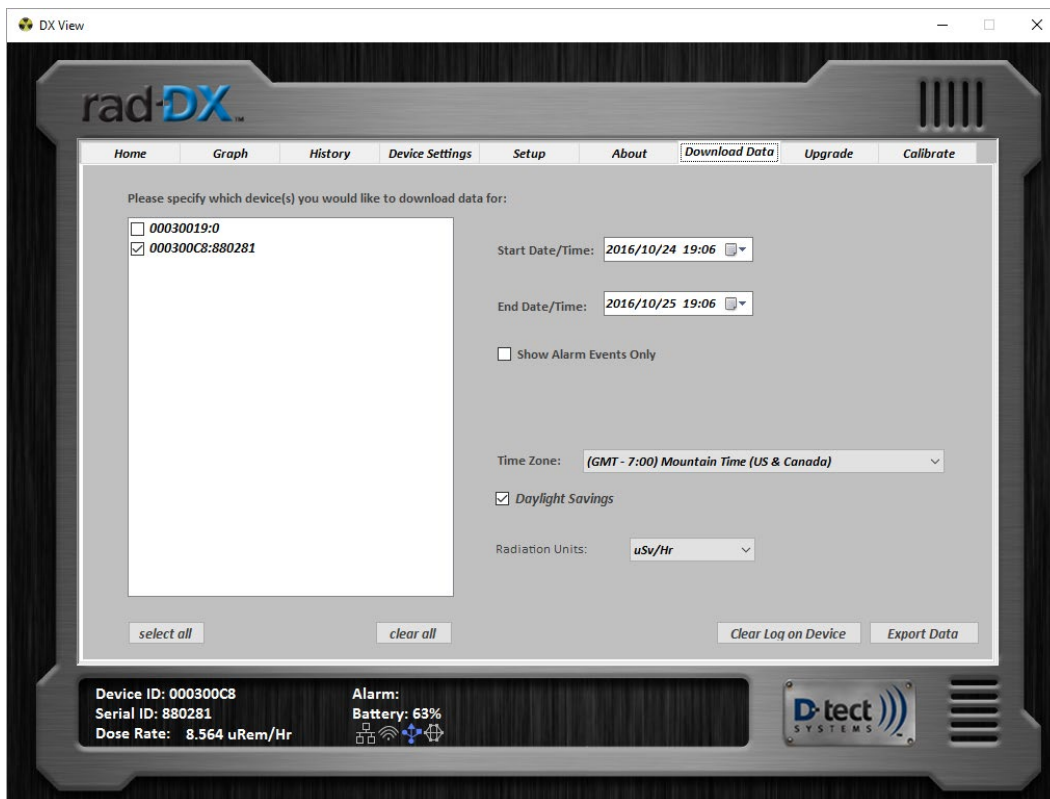 DX View
rad-DX™
Home Graph History Device Settings Setup About Download Data Upgrade Calibrate
Please specify which device(s) you would like to download data for:
00030019:0
000300C8:880281
Start Date/Time: 2016/10/24 19:06
End Date/Time: 2016/10/25 19:06
Show Alarm Events Only
Time Zone: (GMT - 7:00) Mountain Time (US & Canada)
Daylight Savings
Radiation Units: uSv/Hr
select all clear all Clear Log on Device Export Data
Device ID: 000300C8 Alarm:
Serial ID: 880281 Battery: 63%
Dose Rate: 8.564 uRem/Hr
D-tect
SYSTEMS